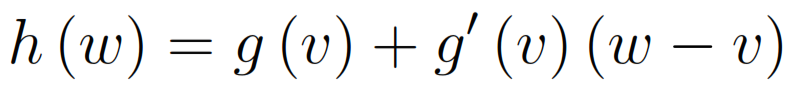 h (w) = g (v) + g′ (v) (w − v)